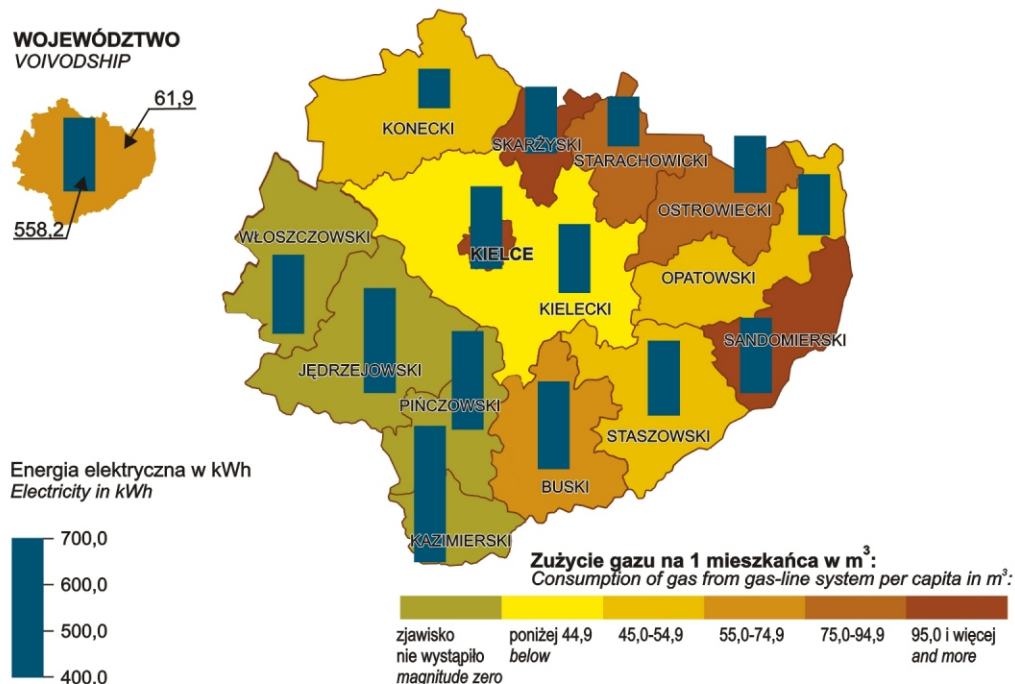 WOJEWÓDZTWO
VOIVODSHIP
61,9
558,2
KONECKI
SKARŻYSKI
STARACHOWICKI
OSTROWIECKI
WŁOSZCZOWSKI
KIELCE
OPATOWSKI
KIELECKI
SANDOMIERSKI
JĘDRZEJOWSKI
PIŃCZOWSKI
STASZOWSKI
BUSKI
KAZIMIERSKI
Energia elektryczna w kWh
Electricity in kWh
700,0
600,0
500,0
400,0
Zużycie gazu na 1 mieszkańca w m³:
Consumption of gas from gas-line system per capita in m³:
zjawisko
nie wystąpiło
magnitude zero
poniżej 44,9
below
45,0-54,9
55,0-74,9
75,0-94,9
95,0 i więcej
and more